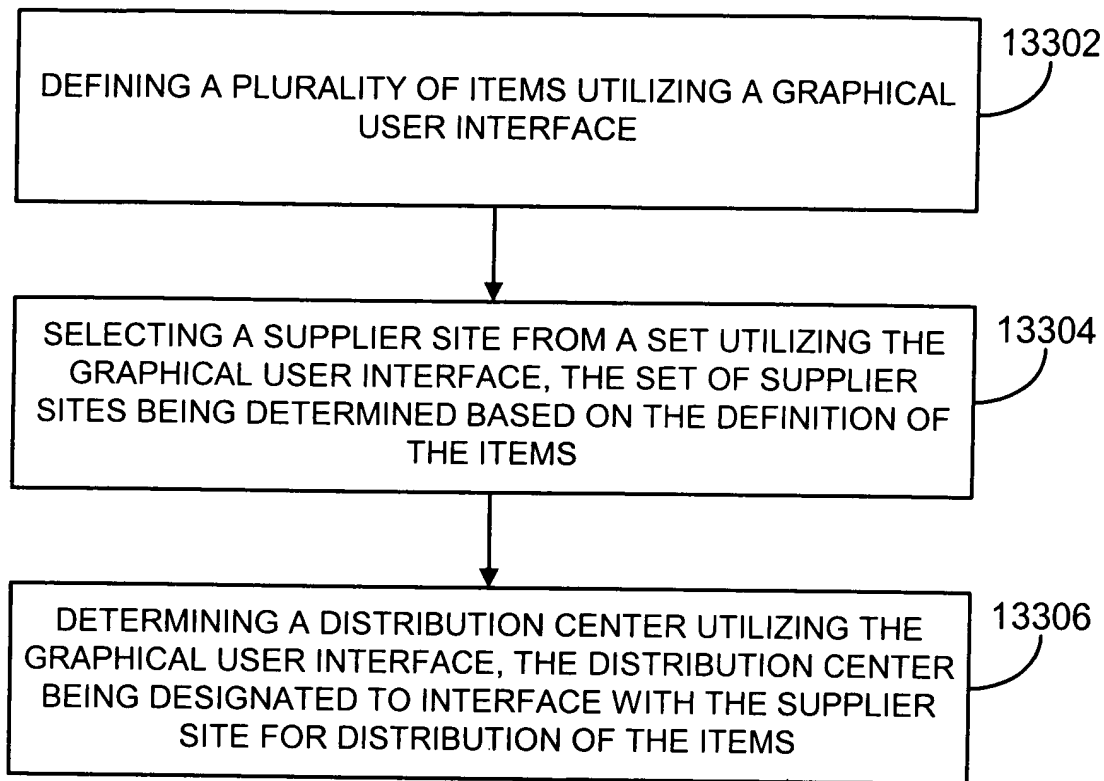 13302
DEFINING A PLURALITY OF ITEMS UTILIZING A GRAPHICAL
USER INTERFACE
13304
SELECTING A SUPPLIER SITE FROM A SET UTILIZING THE
GRAPHICAL USER INTERFACE, THE SET OF SUPPLIER
SITES BEING DETERMINED BASED ON THE DEFINITION OF
THE ITEMS
13306
DETERMINING A DISTRIBUTION CENTER UTILIZING THE
GRAPHICAL USER INTERFACE, THE DISTRIBUTION CENTER
BEING DESIGNATED TO INTERFACE WITH THE SUPPLIER
SITE FOR DISTRIBUTION OF THE ITEMS